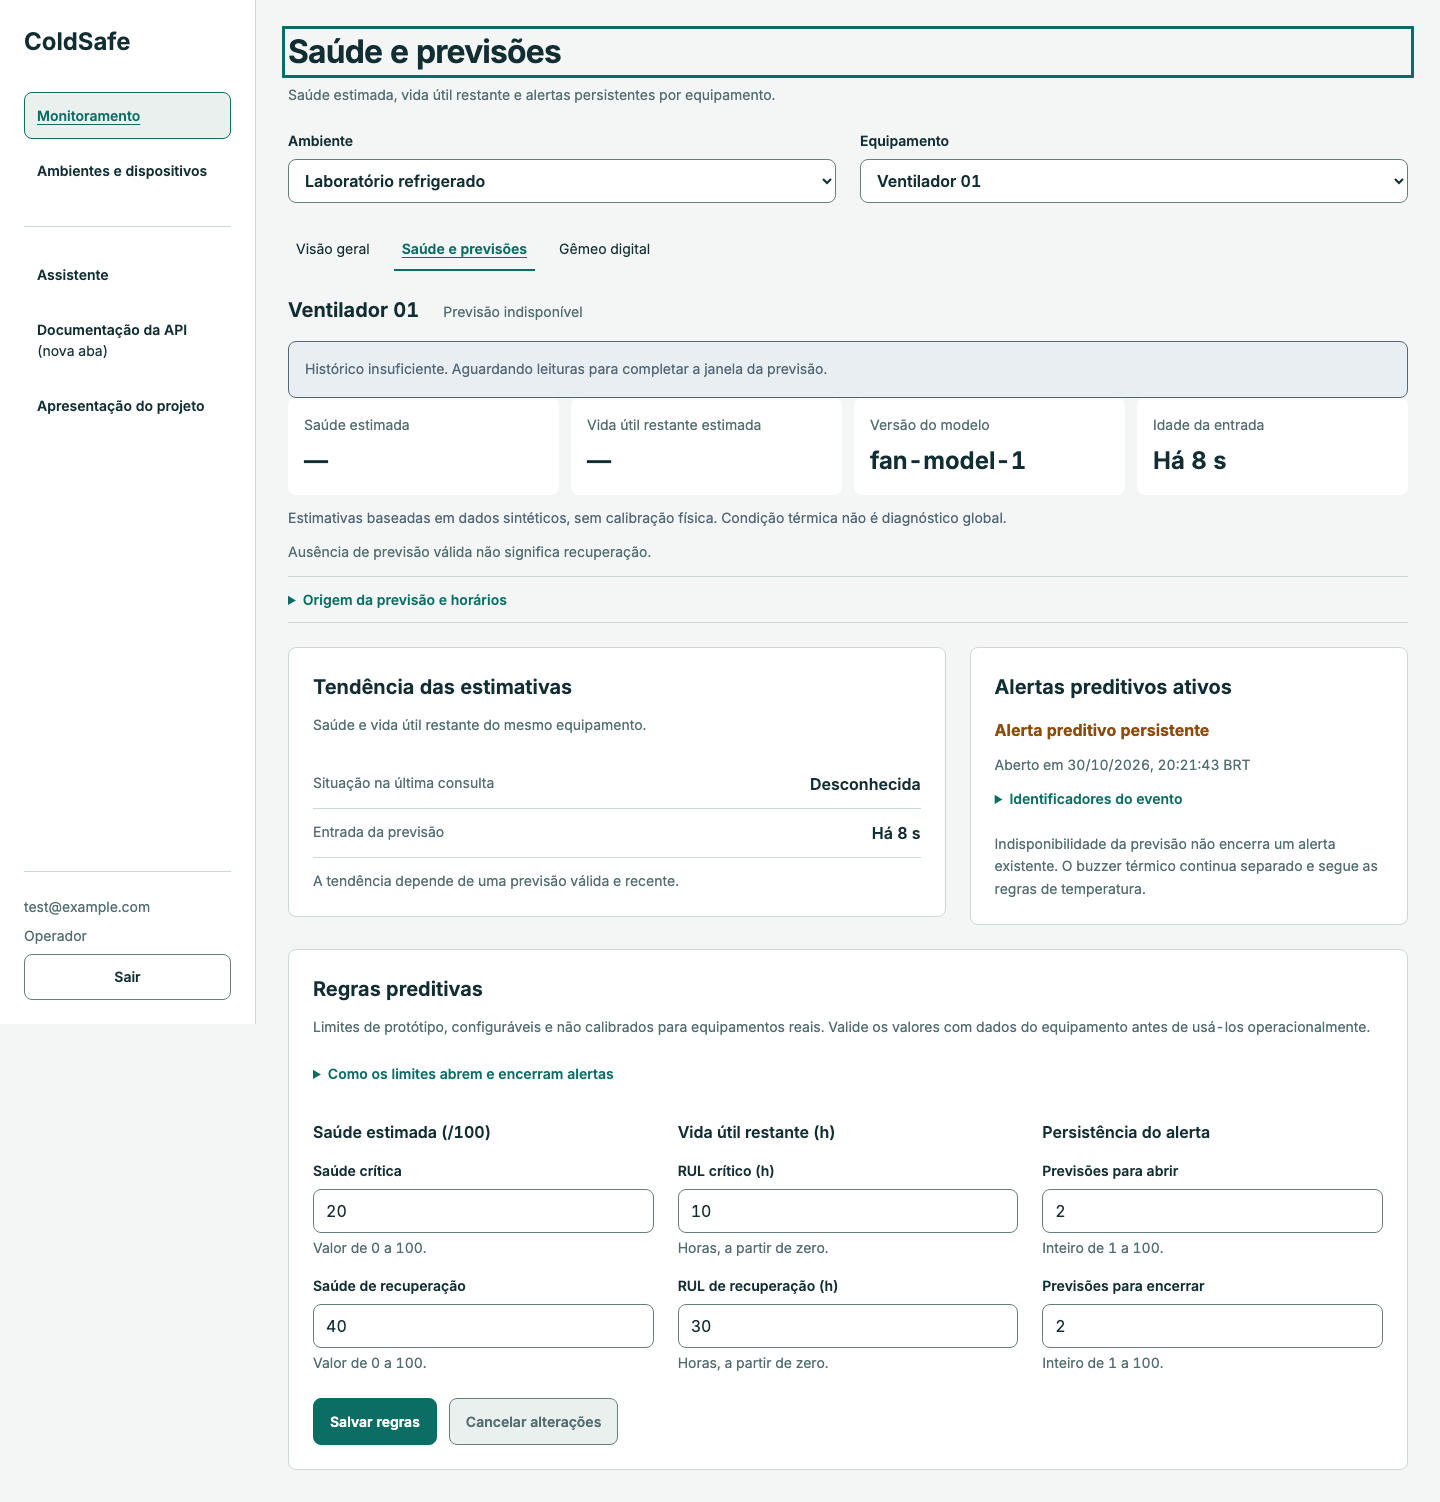 ColdSafe
Monitoramento
Ambientes e dispositivos
Assistente
Documentação da API
(nova aba)
Apresentação do projeto
test@example.com
Operador
Sair
Saúde e previsões
Saúde estimada, vida útil restante e alertas persistentes por equipamento.
Ambiente
Laboratório refrigerado
Equipamento
Ventilador 01
Visão geral
Saúde e previsões
Gêmeo digital
Ventilador 01
Previsão indisponível
Histórico insuficiente. Aguardando leituras para completar a janela da previsão.
Saúde estimada
—
Vida útil restante estimada
—
Versão do modelo
fan-model-1
Idade da entrada
Há 8 s
Estimativas baseadas em dados sintéticos, sem calibração física. Condição térmica não é diagnóstico global.
Ausência de previsão válida não significa recuperação.
Origem da previsão e horários
Tendência das estimativas
Saúde e vida útil restante do mesmo equipamento.
Situação na última consulta
Desconhecida
Entrada da previsão
Há 8 s
A tendência depende de uma previsão válida e recente.
Alertas preditivos ativos
Alerta preditivo persistente
Aberto em 30/10/2026, 20:21:43 BRT
Identificadores do evento
Indisponibilidade da previsão não encerra um alerta
existente. O buzzer térmico continua separado e segue as
regras de temperatura.
Regras preditivas
Limites de protótipo, configuráveis e não calibrados para equipamentos reais. Valide os valores com dados do equipamento antes de usá-los operacionalmente.
Como os limites abrem e encerram alertas
Saúde estimada (/100)
Saúde crítica
20
Valor de 0 a 100.
Saúde de recuperação
40
Valor de 0 a 100.
Vida útil restante (h)
RUL crítico (h)
10
Horas, a partir de zero.
RUL de recuperação (h)
30
Horas, a partir de zero.
Persistência do alerta
Previsões para abrir
2
Inteiro de 1 a 100.
Previsões para encerrar
2
Inteiro de 1 a 100.
Salvar regras
Cancelar alterações